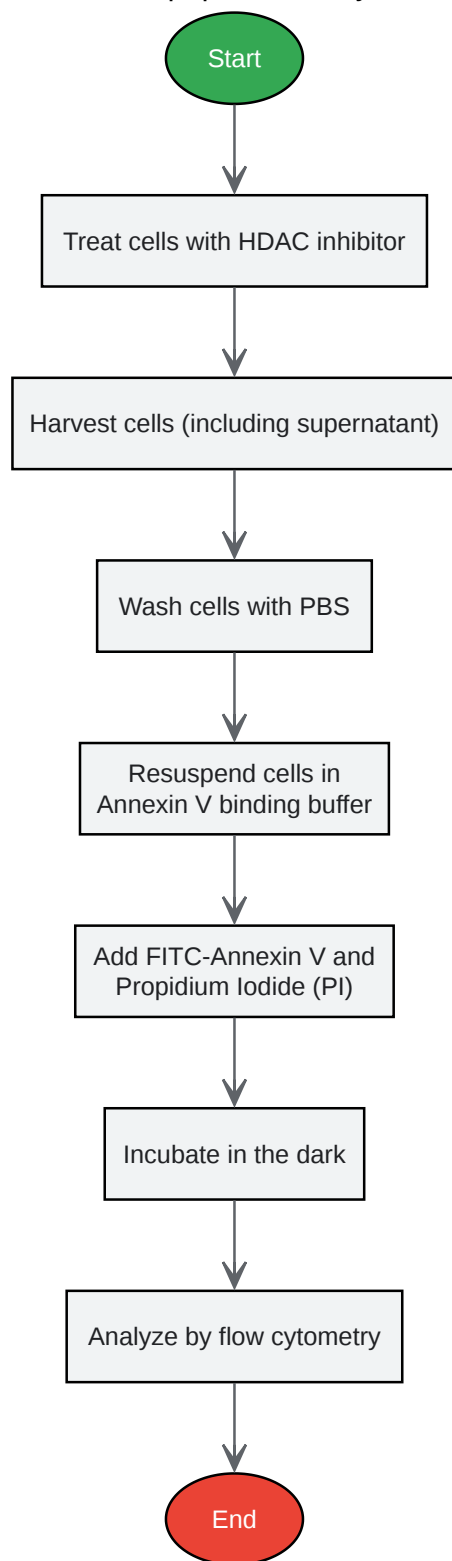 Start
Treat cells with HDAC inhibitor
Harvest cells (including supernatant)
Wash cells with PBS
Resuspend cells in
Annexin V binding buffer
Add FITC-Annexin V and
Propidium Iodide (PI)
Incubate in the dark
Analyze by flow cytometry
End